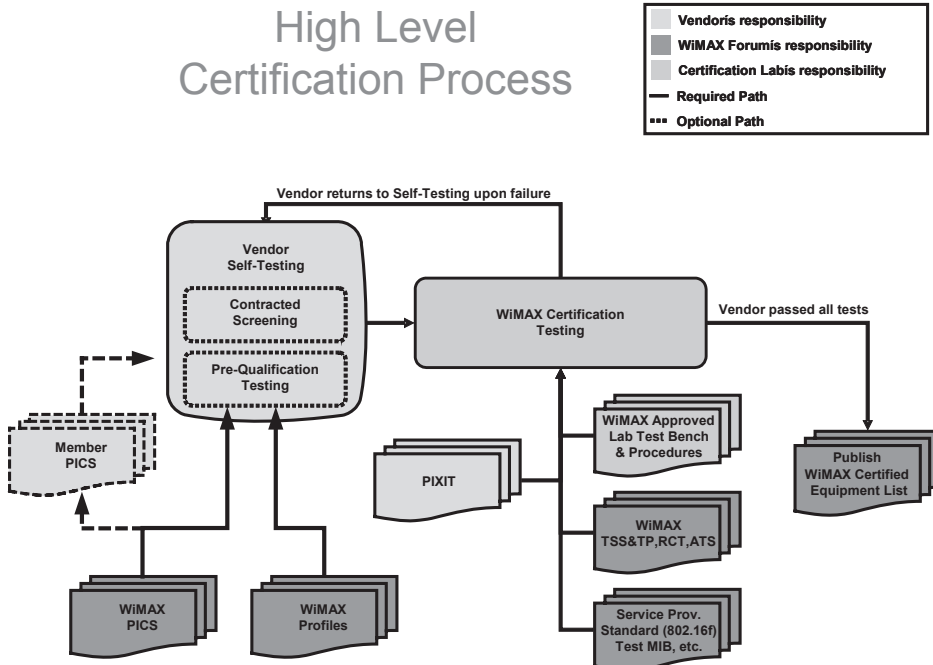 High Level
Certification Process
Vendorís responsibility
WiMAX Forumís responsibility
Certification Labís responsibility
Required Path
Optional Path
Vendor returns to Self-Testing upon failure
Vendor
Self-Testing
Contracted
Screening
Pre-Qualification
Testing
WiMAX Certification
Testing
Vendor passed all tests
Member
PICS
PIXIT
WiMAX Approved
Lab Test Bench
& Procedures
Publish
WiMAX Certified
Equipment List
WiMAX
TSS&TP,RCT,ATS
WiMAX
PICS
WiMAX
Profiles
Service Prov.
Standard (802.16f)
Test MIB, etc.